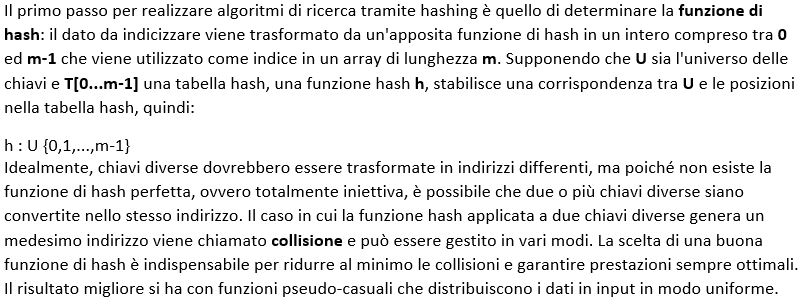 Il primo passo per realizzare algoritmi di ricerca tramite hashing è quello di determinare la funzione di
hash: il dato da indicizzare viene trasformato da un'apposita funzione di hash in un intero compreso tra 0
ed m-1 che viene utilizzato come indice in un array di lunghezza m. Supponendo che U sia l'universo delle
chiavi e T[0...m-1] una tabella hash, una funzione hash h, stabilisce una corrispondenza tra U e le posizioni
nella tabella hash, quindi:
h : U {0,1,...,m-1}
Idealmente, chiavi diverse dovrebbero essere trasformate in indirizzi differenti, ma poiché non esiste la
funzione di hash perfetta, ovvero totalmente iniettiva, è possibile che due o più chiavi diverse siano
convertite nello stesso indirizzo. Il caso in cui la funzione hash applicata a due chiavi diverse genera un
medesimo indirizzo viene chiamato collisione e può essere gestito in vari modi. La scelta di una buona
funzione di hash è indispensabile per ridurre al minimo le collisioni e garantire prestazioni sempre ottimali.
Il risultato migliore si ha con funzioni pseudo-casuali che distribuiscono i dati in input in modo uniforme.